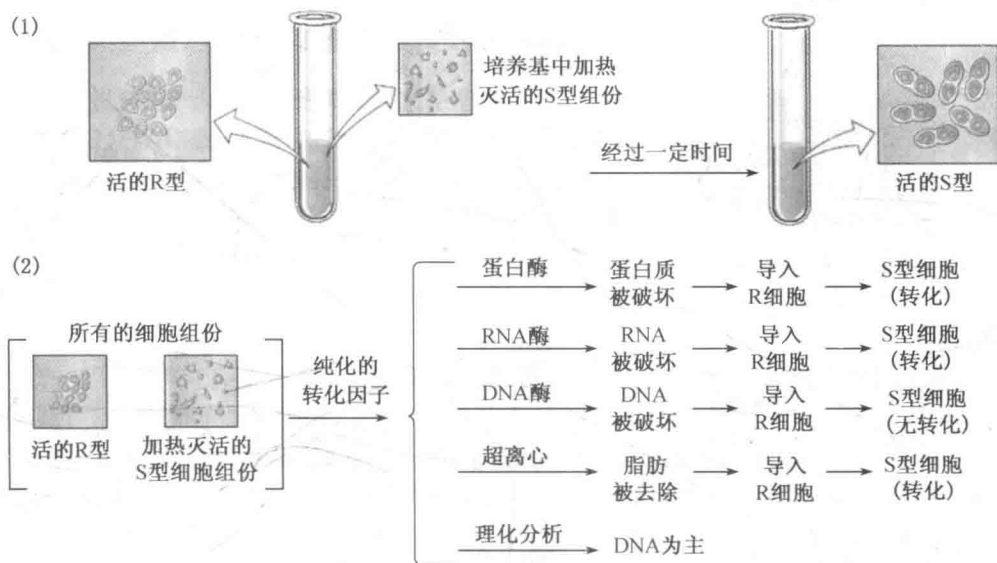 (1)
培养基中加热
灭活的S型组份
活的R型
经过一定时间
活的S型
(2)
所有的细胞组份
活的R型
加热灭活的
S型细胞组份
纯化的
转化因子
蛋白酶
蛋白质
被破坏
导入
R细胞
S型细胞
(转化)
RNA酶
RNA
被破坏
导入
R细胞
S型细胞
(转化)
DNA酶
DNA
被破坏
导入
R细胞
S型细胞
(无转化)
超离心
脂肪
被去除
导入
R细胞
S型细胞
(转化)
理化分析
DNA为主